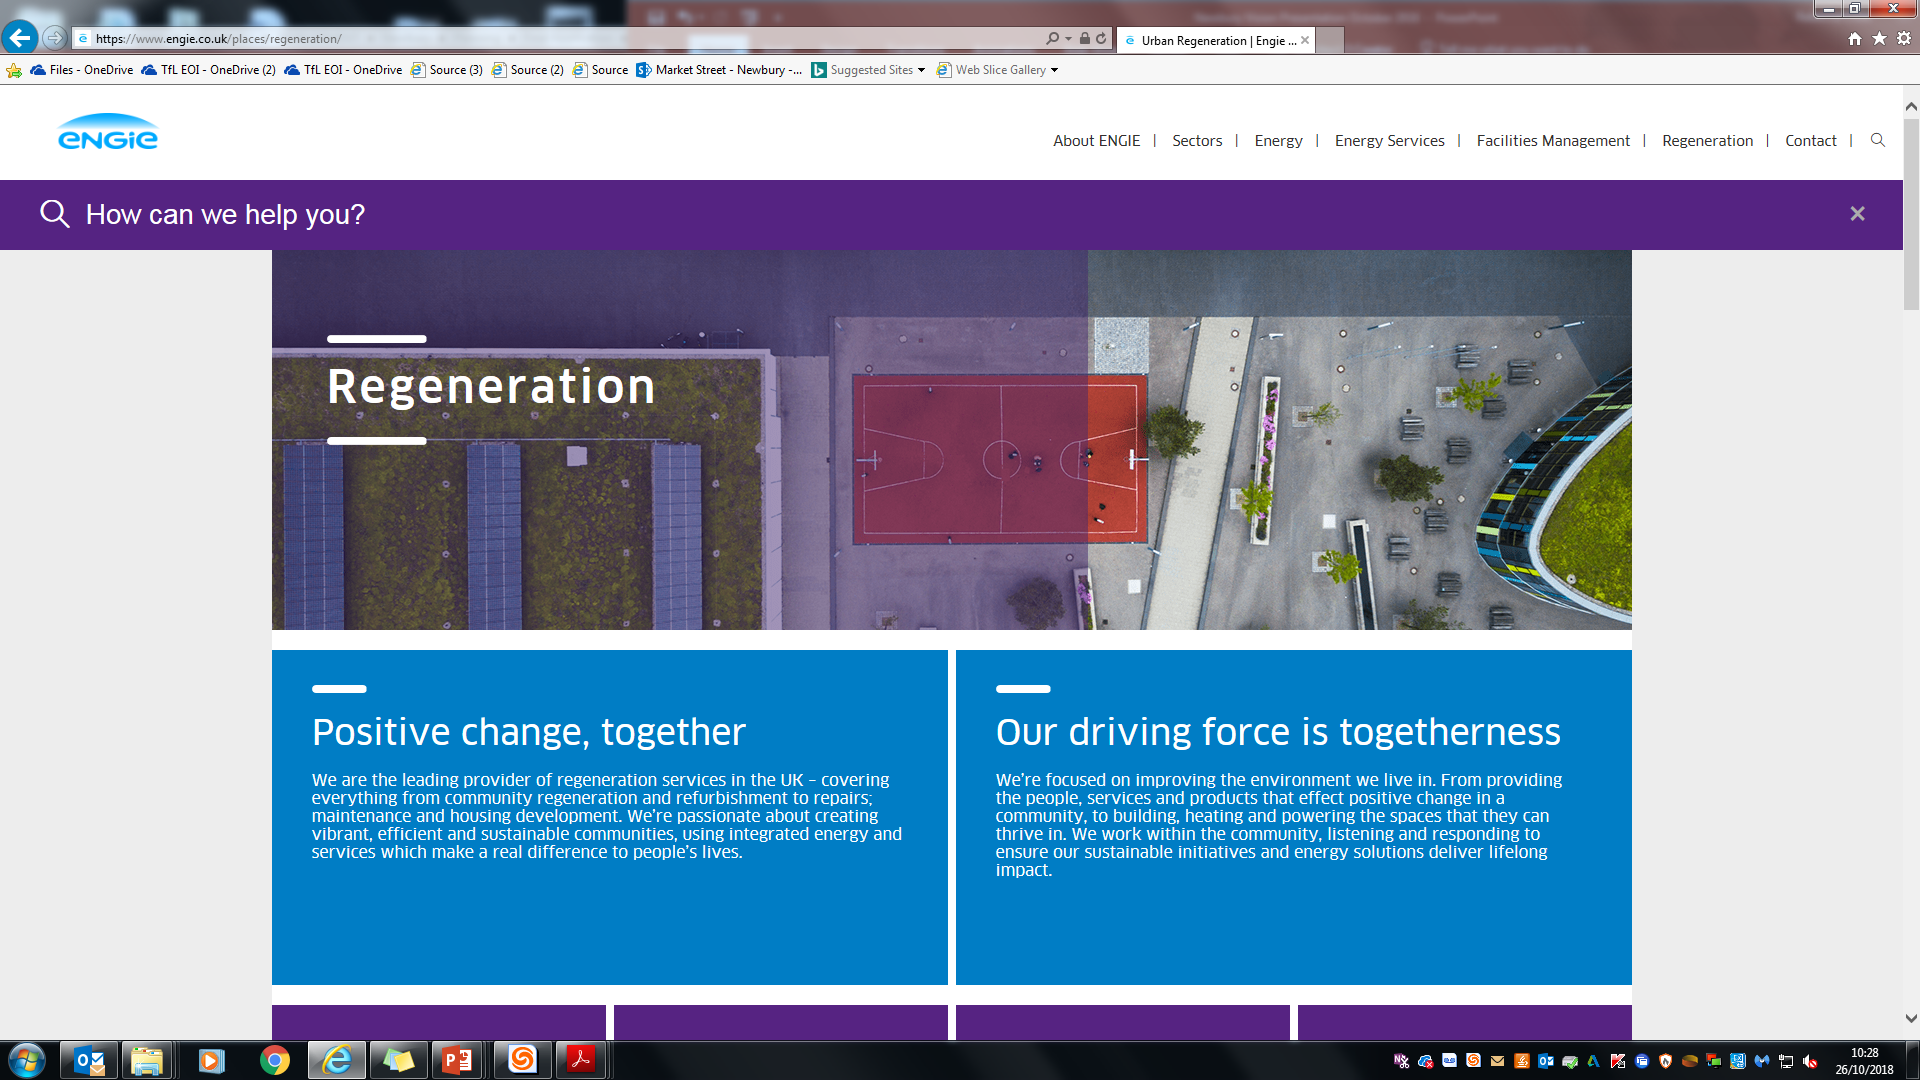 https://www.engie.co.uk/places/regeneration/
Urban Regeneration | Engie ...
Files - OneDrive
TfL EOI - OneDrive (2)
TfL EOI - OneDrive
Source (3)
Source (2)
Source
Market Street - Newbury -...
Suggested Sites
Web Slice Gallery
ENGIE
About ENGIE | Sectors | Energy | Energy Services | Facilities Management | Regeneration | Contact |
How can we help you?
Regeneration
Positive change, together
We are the leading provider of regeneration services in the UK – covering
everything from community regeneration and refurbishment to repairs;
maintenance and housing development. We're passionate about creating
vibrant, efficient and sustainable communities, using integrated energy and
services which make a real difference to people's lives.
Our driving force is togetherness
We're focused on improving the environment we live in. From providing
the people, services and products that effect positive change in a
community, to building, heating and powering the spaces that they can
thrive in. We work within the community, listening and responding to
ensure our sustainable initiatives and energy solutions deliver lifelong
impact.
10:28
26/10/2018